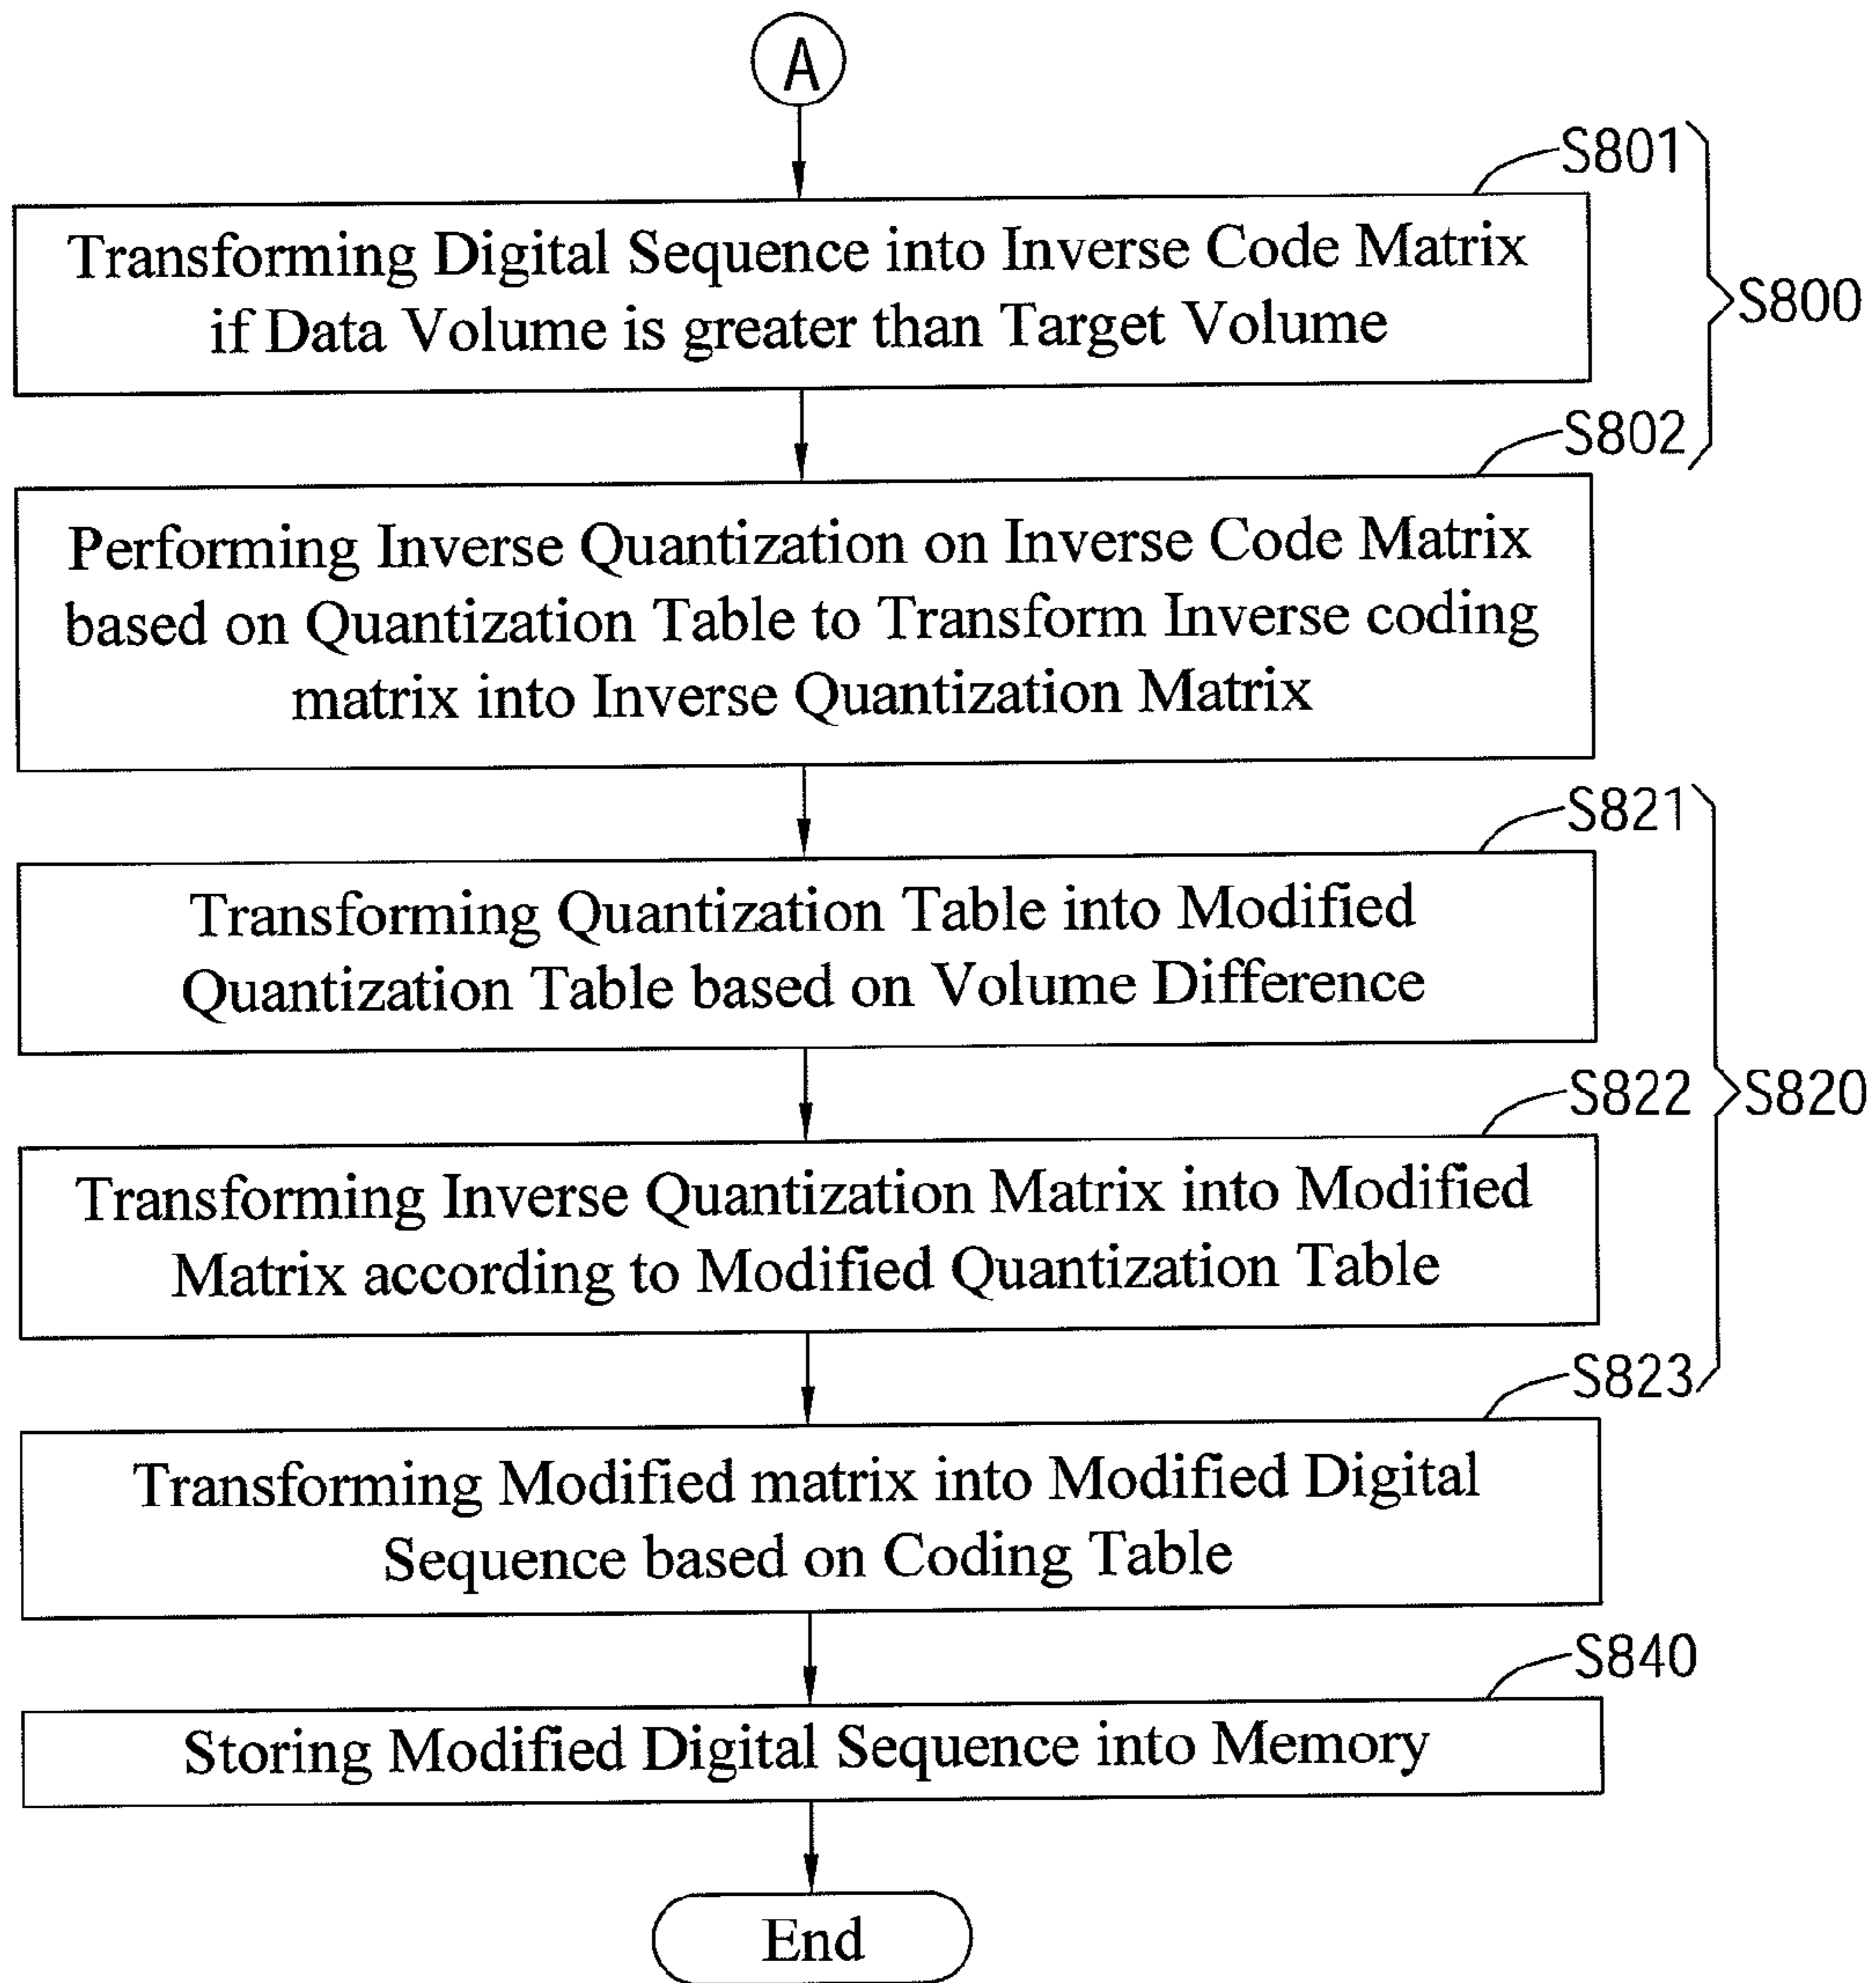 A
S801
Transforming Digital Sequence into Inverse Code Matrix
if Data Volume is greater than Target Volume
S800
S802
Performing Inverse Quantization on Inverse Code Matrix
based on Quantization Table to Transform Inverse coding
matrix into Inverse Quantization Matrix
S821
Transforming Quantization Table into Modified
Quantization Table based on Volume Difference
S822
S820
Transforming Inverse Quantization Matrix into Modified
Matrix according to Modified Quantization Table
S823
Transforming Modified matrix into Modified Digital
Sequence based on Coding Table
S840
Storing Modified Digital Sequence into Memory
End